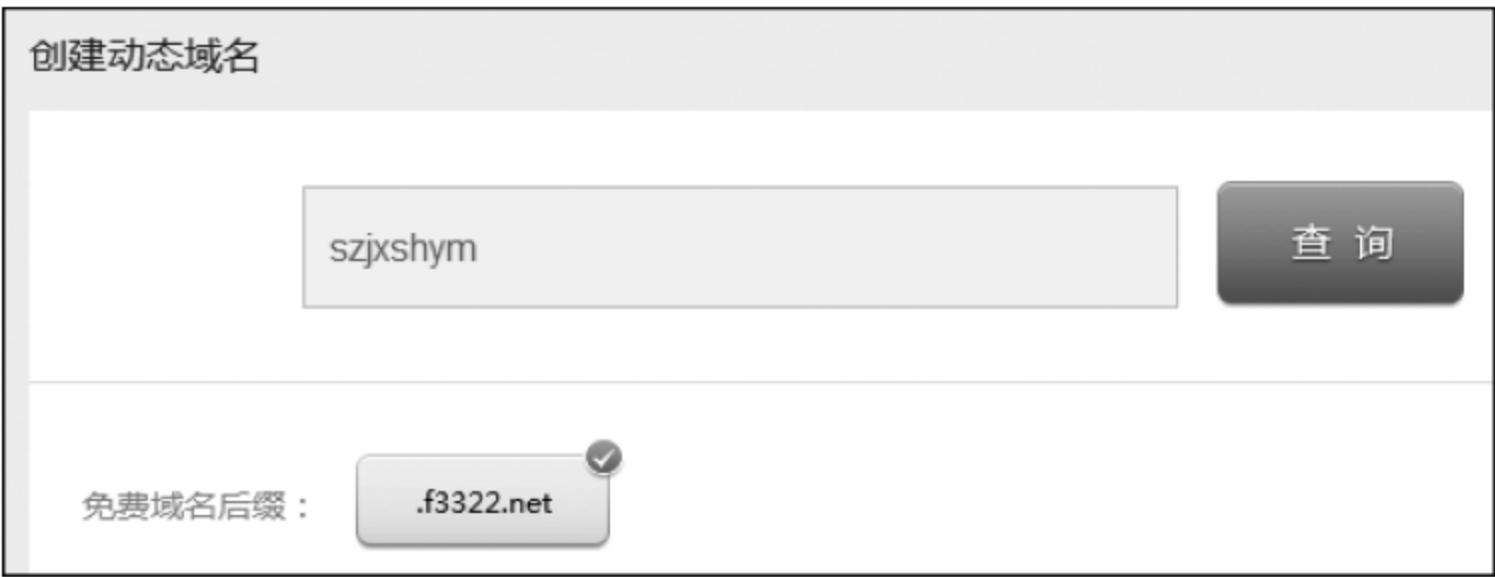 创建动态域名
szjxshym
查 询
免费域名后缀：
.f3322.net